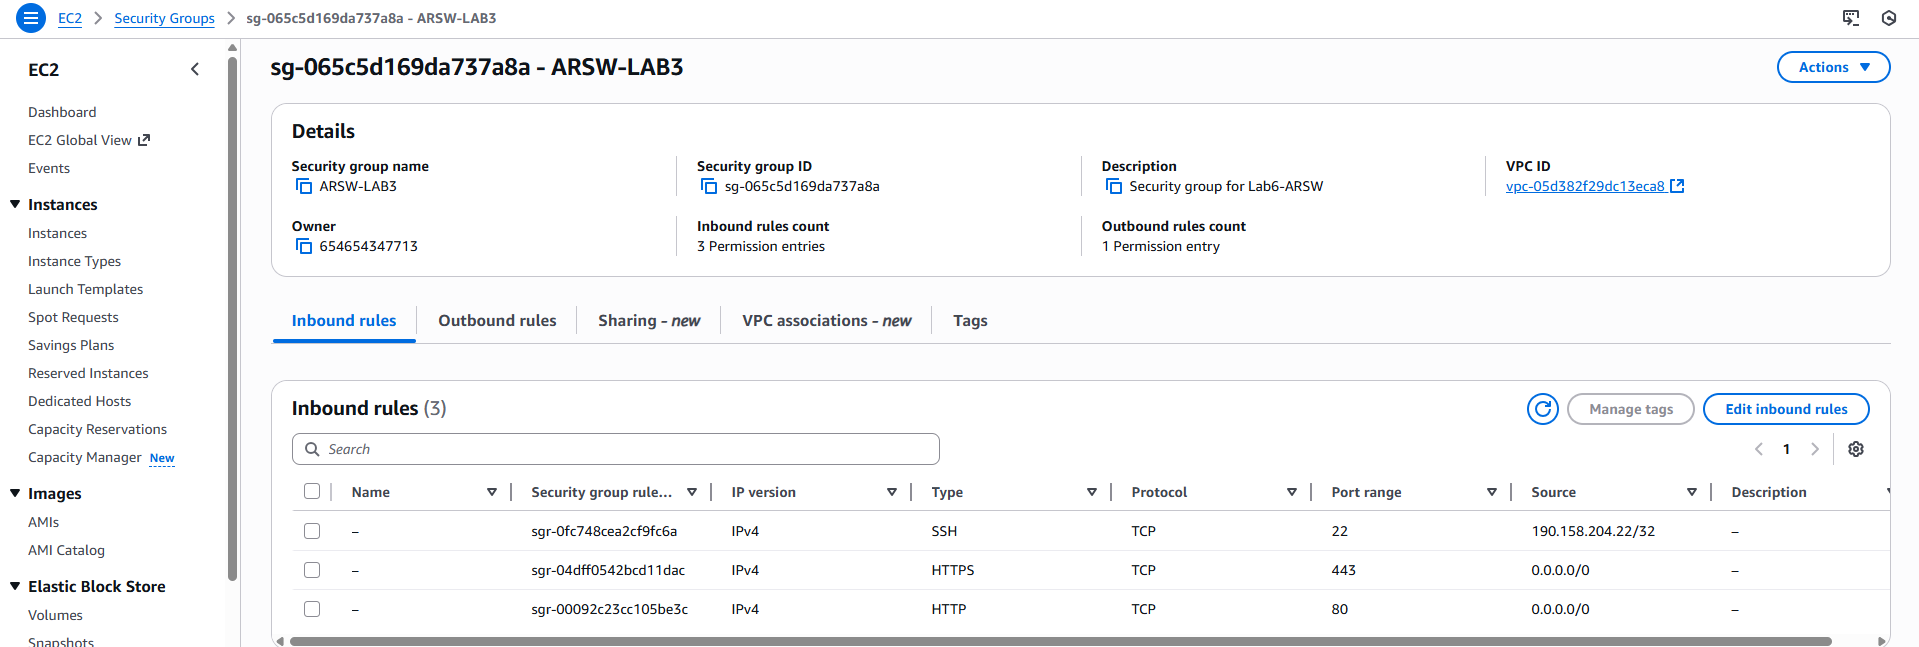 EC2 > Security Groups > sg-065c5d169da737a8a - ARSW-LAB3
EC2
Dashboard
EC2 Global View
Events
Instances
Instances
Instance Types
Launch Templates
Spot Requests
Savings Plans
Reserved Instances
Dedicated Hosts
Capacity Reservations
Capacity Manager New
Images
AMIs
AMI Catalog
Elastic Block Store
Volumes
Snapshots
sg-065c5d169da737a8a - ARSW-LAB3
Actions
Details
Security group name
ARSW-LAB3
Security group ID
sg-065c5d169da737a8a
Description
Security group for Lab6-ARSW
VPC ID
vpc-05d382f29dc13eca8
Owner
654654347713
Inbound rules count
3 Permission entries
Outbound rules count
1 Permission entry
Inbound rules Outbound rules Sharing - new VPC associations - new Tags
Inbound rules (3)
Manage tags
Edit inbound rules
Search
1
Name Security group rule... IP version Type Protocol Port range Source Description
– sgr-0fc748cea2cf9fc6a IPv4 SSH TCP 22 190.158.204.22/32 –
– sgr-04dff0542bcd11dac IPv4 HTTPS TCP 443 0.0.0.0/0 –
– sgr-00092c23cc105be3c IPv4 HTTP TCP 80 0.0.0.0/0 –